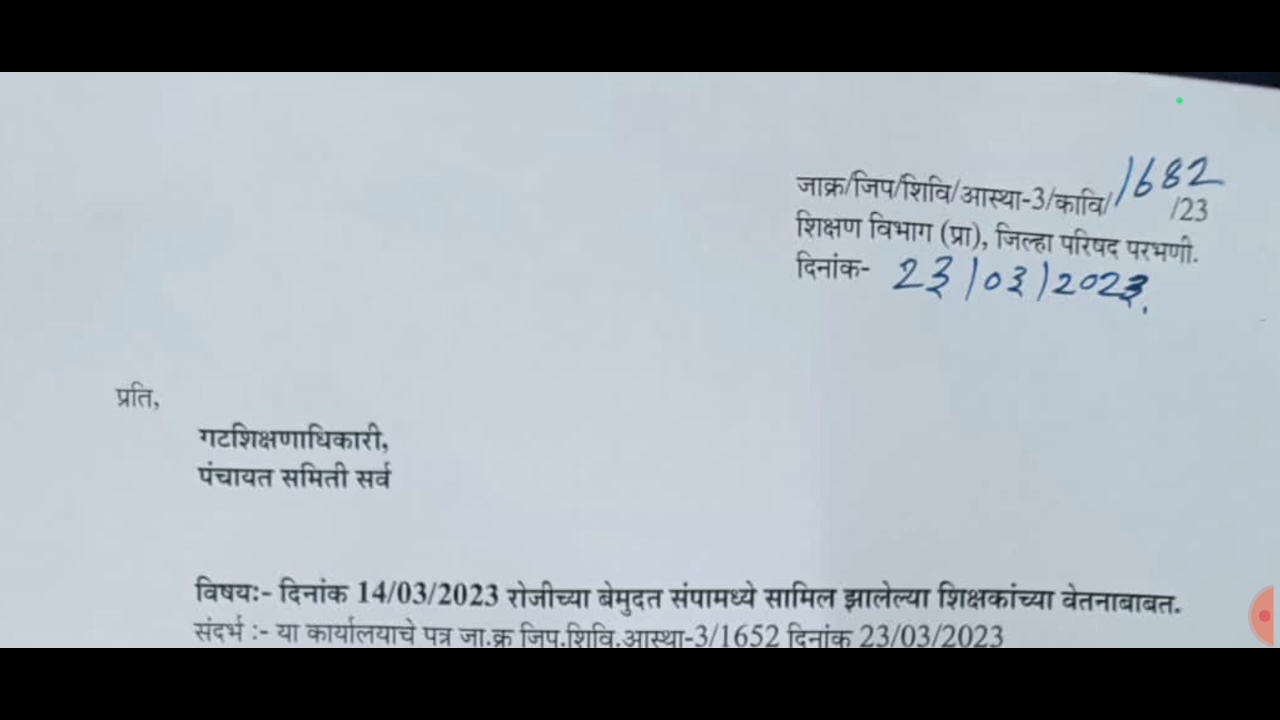 जाक्र/जिप/शिवि/आस्था-3/कावि/1682/23
शिक्षण विभाग (प्रा), जिल्हा परिषद परभणी.
दिनांक- 23/03/2023.
प्रति,
गटशिक्षणाधिकारी,
पंचायत समिती सर्व
विषयः- दिनांक 14/03/2023 रोजीच्या बेमुदत संपामध्ये सामिल झालेल्या शिक्षकांच्या वेतनाबाबत.
संदर्भ :- या कार्यालयाचे पत्र जा.क्र जिप.शिवि.आस्था-3/1652 दिनांक 23/03/2023